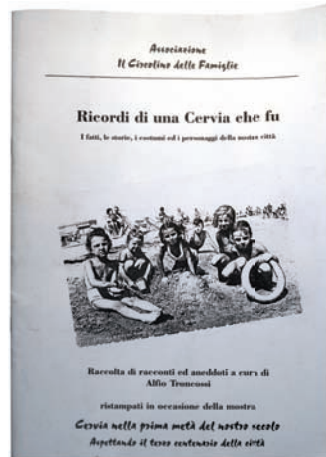 Associazione
Il Circolino delle Famiglie
Ricordi di una Cervia che fu
I fatti, le storie, i costumi ed i personaggi della nostra città
Raccolta di racconti ed aneddoti a cura di
Alfio Troncossi
ristampati in occasione della mostra
Cervia nella prima metà del nostro secolo
Aspettando il terzo centenario della città